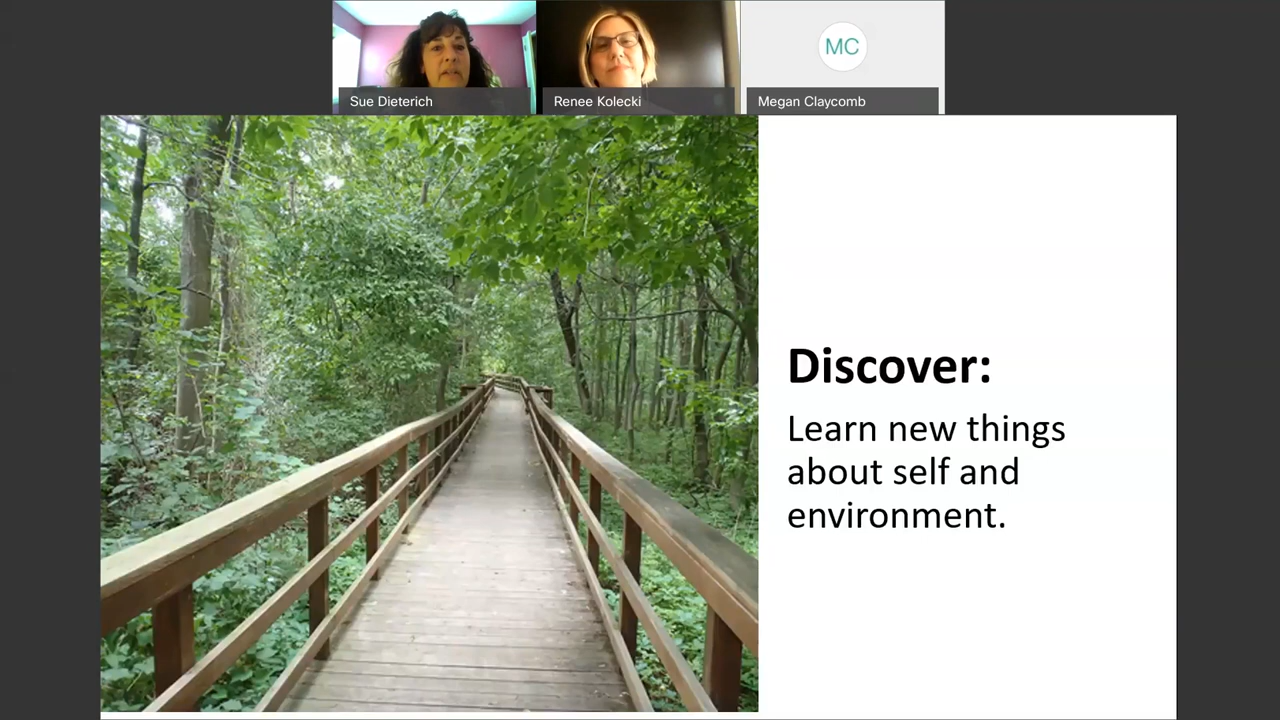 MC
Sue Dieterich
Renee Kolecki
Megan Claycomb
Discover:
Learn new things
about self and
environment.